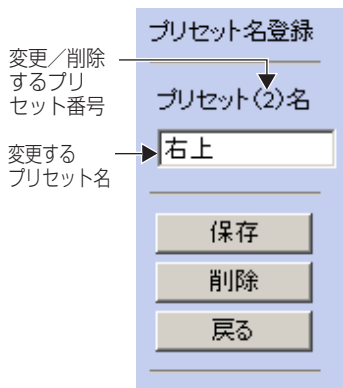 プリセット名登録
変更／削除
するプリ
セット番号
プリセット(2)名
変更する
プリセット名
右上
保存
削除
戻る